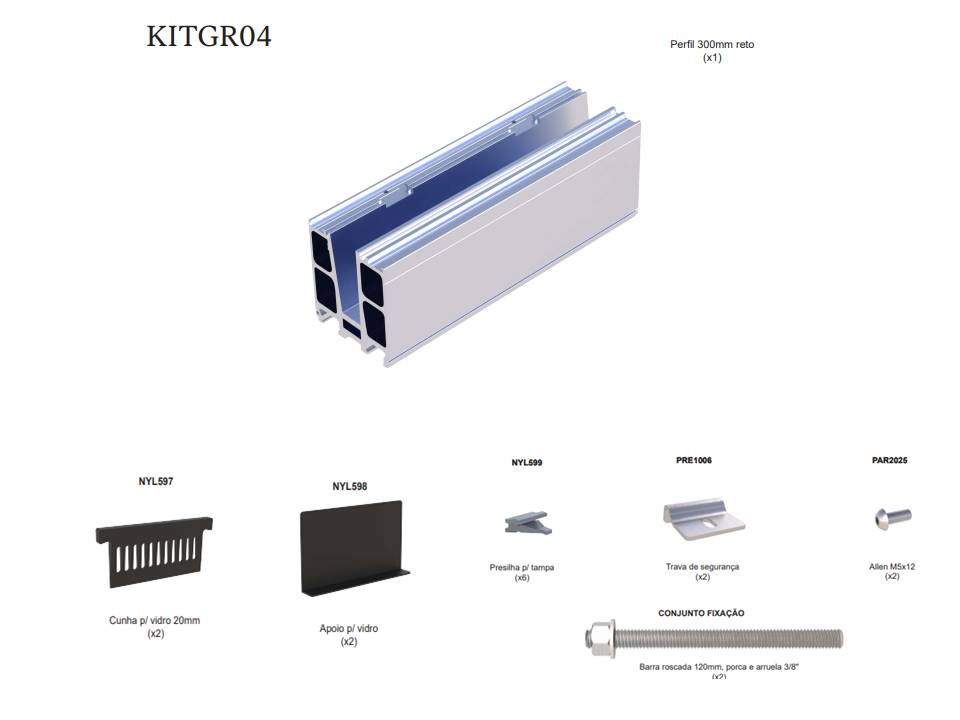 KITGR04
Perfil 300mm reto
(x1)
NYL597
Cunha p/ vidro 20mm
(x2)
NYL598
Apoio p/ vidro
(x2)
NYL599
Presilha p/ tampa
(x6)
PRE1006
Trava de segurança
(x2)
PAR2025
Allen M5x12
(x2)
CONJUNTO FIXAÇÃO
Barra roscada 120mm, porca e arruela 3/8"
(x2)